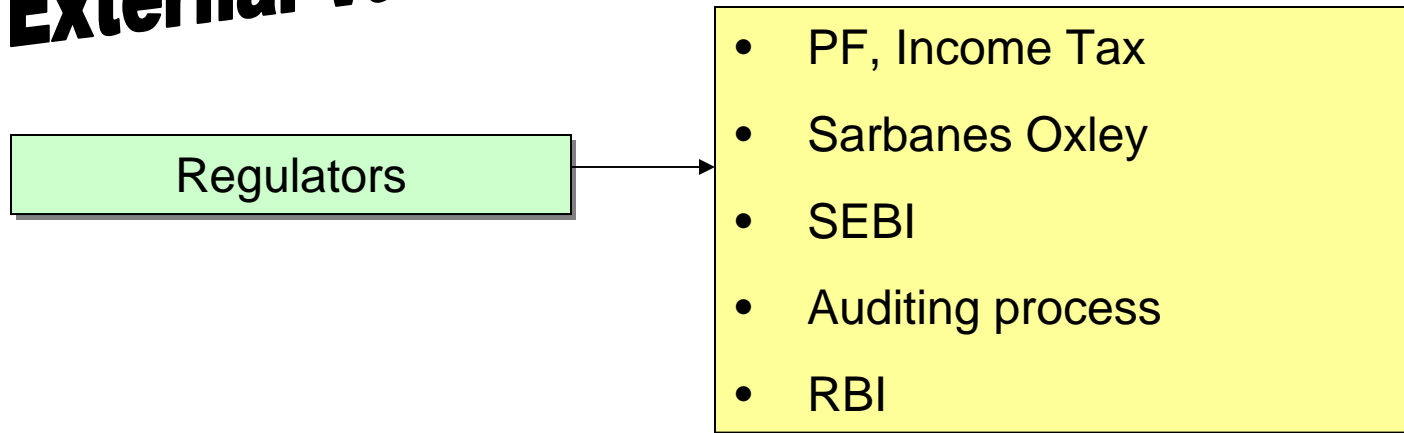 External
Regulators
• PF, Income Tax
• Sarbanes Oxley
• SEBI
• Auditing process
• RBI